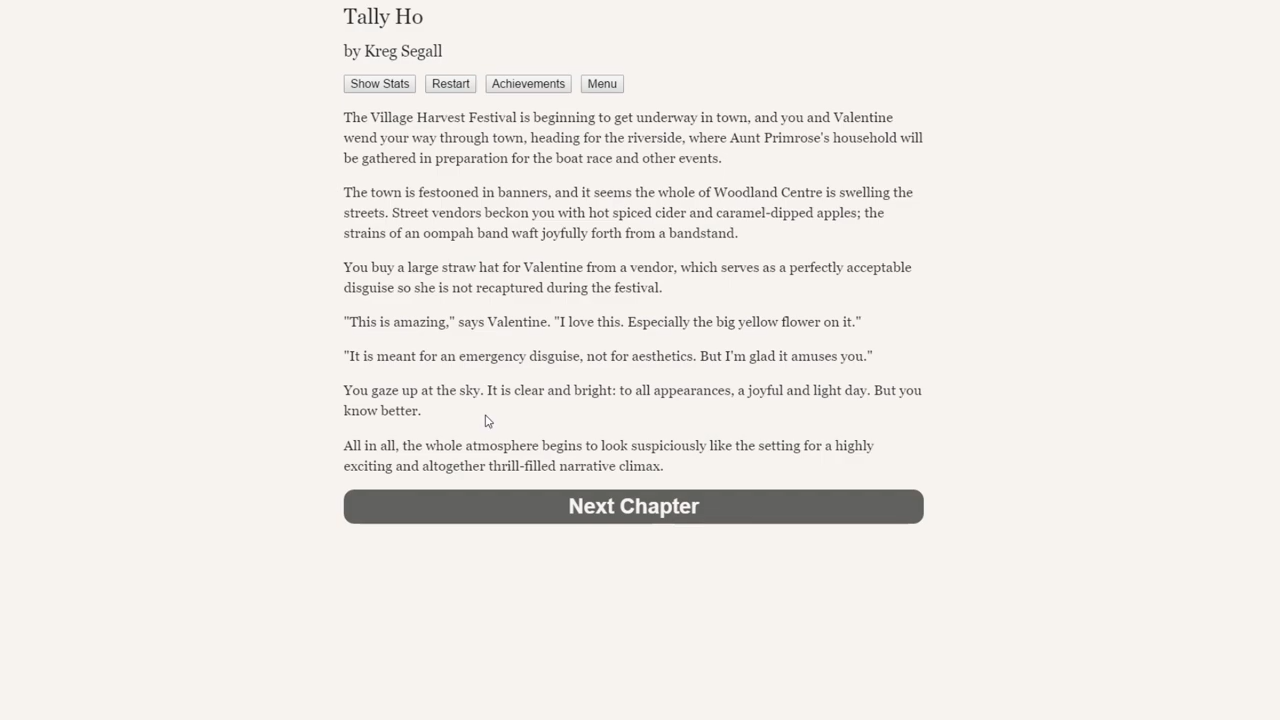 Tally Ho
by Kreg Segall
Show Stats Restart Achievements Menu
The Village Harvest Festival is beginning to get underway in town, and you and Valentine
wend your way through town, heading for the riverside, where Aunt Primrose's household will
be gathered in preparation for the boat race and other events.
The town is festooned in banners, and it seems the whole of Woodland Centre is swelling the
streets. Street vendors beckon you with hot spiced cider and caramel-dipped apples; the
strains of an oompah band waft joyfully forth from a bandstand.
You buy a large straw hat for Valentine from a vendor, which serves as a perfectly acceptable
disguise so she is not recaptured during the festival.
"This is amazing," says Valentine. "I love this. Especially the big yellow flower on it."
"It is meant for an emergency disguise, not for aesthetics. But I'm glad it amuses you."
You gaze up at the sky. It is clear and bright: to all appearances, a joyful and light day. But you
know better.
All in all, the whole atmosphere begins to look suspiciously like the setting for a highly
exciting and altogether thrill-filled narrative climax.
Next Chapter